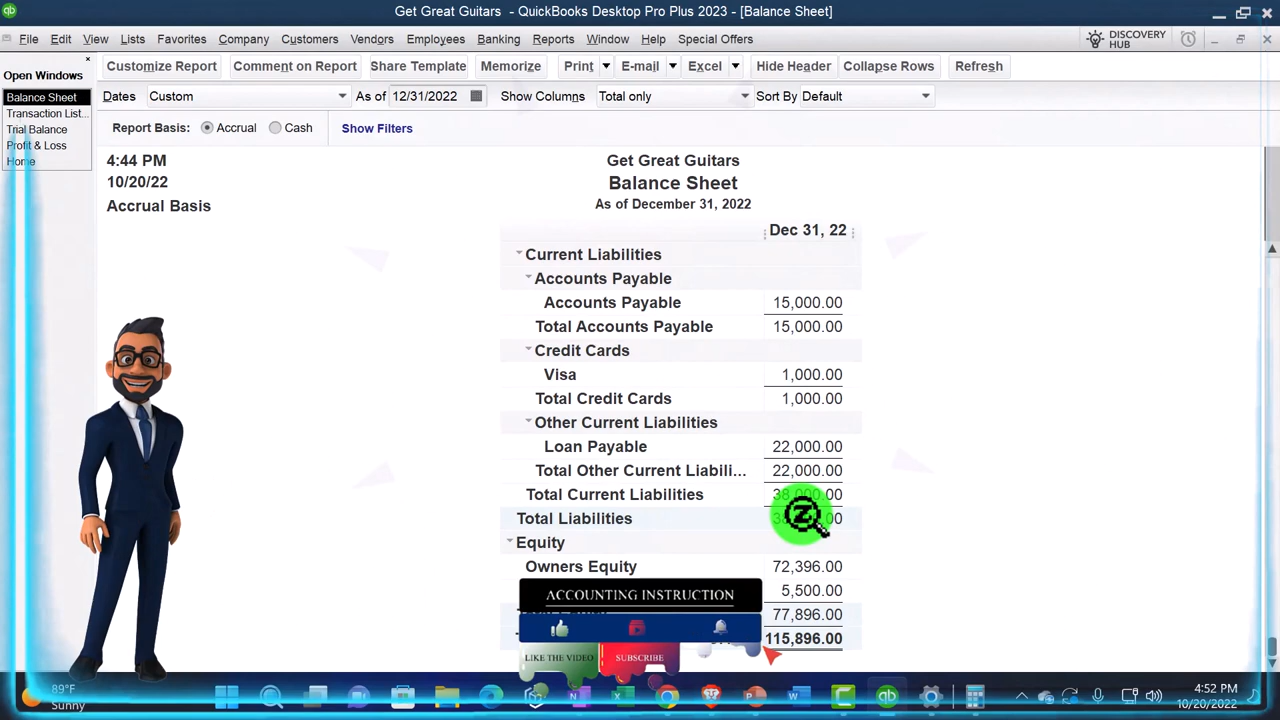 Get Great Guitars - QuickBooks Desktop Pro Plus 2023 - [Balance Sheet]
File Edit View Lists Favorites Company Customers Vendors Employees Banking Reports Window Help Special Offers
DISCOVERY HUB
Open Windows
Balance Sheet
Transaction List...
Trial Balance
Profit & Loss
Home
Customize Report Comment on Report Share Template Memorize Print E-mail Excel Hide Header Collapse Rows Refresh
Dates Custom As of 12/31/2022 Show Columns Total only Sort By Default
Report Basis: Accrual Cash Show Filters
4:44 PM
10/20/22
Accrual Basis
Get Great Guitars
Balance Sheet
As of December 31, 2022
Dec 31, 22
Current Liabilities
Accounts Payable
Accounts Payable 15,000.00
Total Accounts Payable 15,000.00
Credit Cards
Visa 1,000.00
Total Credit Cards 1,000.00
Other Current Liabilities
Loan Payable 22,000.00
Total Other Current Liabili... 22,000.00
Total Current Liabilities 38,000.00
Total Liabilities
Equity
Owners Equity 72,396.00
5,500.00
77,896.00
115,896.00
ACCOUNTING INSTRUCTION
LIKE THE VIDEO
SUBSCRIBE
89°F
Sunny
4:52 PM
10/20/2022